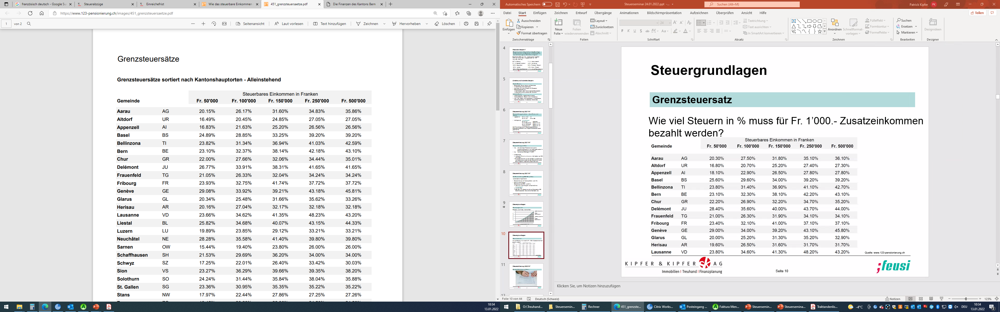 französisch deutsch - Google Su
Steuerabzüge
Einreichefrist
Wie das steuerbare Einkommen
451_grenzsteuersaetze.pdf
Die Finanzen des Kantons Bern
https://www.123-pensionierung.ch/images/451_grenzsteuersaetze.pdf
1 von 2
Seitenansicht
Laut vorlesen
Text hinzufügen
Zeichnen
Hervorheben
Löschen
Grenzsteuersätze
Grenzsteuersätze sortiert nach Kantonshauptorten - Alleinstehend
Steuerbares Einkommen in Franken
Gemeinde Fr. 50'000 Fr. 100'000 Fr. 150'000 Fr. 250'000 Fr. 500'000
Aarau AG 20.15% 26.17% 31.60% 34.83% 35.86%
Altdorf UR 16.49% 20.45% 24.85% 27.05% 27.05%
Appenzell AI 16.83% 21.63% 25.20% 26.56% 26.56%
Basel BS 24.89% 28.85% 33.25% 39.20% 39.20%
Bellinzona TI 23.82% 31.34% 36.94% 41.03% 42.59%
Bern BE 23.10% 32.37% 38.14% 42.18% 43.10%
Chur GR 22.00% 27.66% 32.06% 34.44% 35.01%
Delémont JU 26.77% 33.91% 38.31% 41.65% 41.65%
Frauenfeld TG 21.05% 26.33% 32.04% 34.24% 34.24%
Fribourg FR 23.93% 32.75% 41.74% 37.72% 37.72%
Genève GE 29.08% 33.92% 39.21% 43.18% 45.81%
Glarus GL 20.34% 25.48% 31.66% 35.62% 33.26%
Herisau AR 20.16% 27.04% 32.17% 32.18% 32.18%
Lausanne VD 23.66% 34.62% 41.35% 48.23% 43.20%
Liestal BL 25.82% 34.68% 40.07% 43.15% 44.33%
Luzern LU 19.89% 23.85% 29.12% 33.21% 33.21%
Neuchâtel NE 28.28% 35.58% 41.40% 39.80% 39.80%
Sarnen OW 15.44% 19.40% 23.80% 26.00% 26.00%
Schaffhausen SH 21.53% 29.69% 36.20% 34.00% 34.00%
Schwyz SZ 17.25% 22.01% 26.40% 33.42% 30.03%
Sion VS 23.27% 36.29% 39.66% 39.35% 38.20%
Solothurn SO 24.24% 31.44% 35.84% 38.04% 35.88%
St. Gallen SG 23.36% 30.95% 35.35% 35.22% 35.22%
Stans NW 17.97% 22.44% 27.86% 27.25% 27.26%
10:34
13.01.2022
Automatisches Speichern
Steuerseminar 24.01.2022.ppt -...
Suchen (Alt+M)
Patrick Kipfer PK
Datei Start Einfügen Zeichnen Entwurf Übergänge Animationen Bildschirmpräsentation Aufzeichnen Überprüfen Ansicht Hilfe
Teilen
Einfügen
Ausschneiden
Kopieren
Format übertragen
Zwischenablage
Neue Folie
Folien wiederverwenden
Layout
Zurücksetzen
Abschnitt
Folien
24
F K U S ab AV Aa A
Schriftart
Textrichtung
Text ausrichten
In SmartArt konvertieren
Absatz
Anordnen
Schnellformat-vorlagen
Fülleffekt
Formkontur
Formeffekte
Zeichnen
Suchen
Ersetzen
Markieren
Bearbeiten
Designideen
Designer
4
5
6
7
8
9
10
11
12
Steuergrundlagen
Grenzsteuersatz
Wie viel Steuern in % muss für Fr. 1’000.- Zusatzeinkommen
bezahlt werden?
Steuerbares Einkommen in Franken
Gemeinde Fr. 50'000 Fr. 100'000 Fr. 150'000 Fr. 250'000 Fr. 500'000
Aarau AG 20.30% 27.50% 31.80% 35.10% 36.10%
Altdorf UR 16.80% 20.70% 25.20% 27.40% 27.30%
Appenzell AI 18.10% 22.90% 26.50% 27.80% 27.80%
Basel BS 25.60% 29.60% 34.00% 39.20% 39.20%
Bellinzona TI 23.80% 31.40% 36.90% 41.10% 42.70%
Bern BE 23.10% 32.30% 38.10% 42.20% 43.10%
Chur GR 22.20% 26.90% 32.20% 34.70% 35.20%
Delémont JU 28.40% 35.60% 40.00% 43.70% 44.00%
Frauenfeld TG 21.00% 26.30% 31.90% 34.10% 34.10%
Fribourg FR 23.40% 32.10% 41.00% 37.10% 37.10%
Genève GE 29.00% 34.00% 39.20% 43.10% 45.80%
Glarus GL 20.00% 25.20% 31.30% 35.20% 32.90%
Herisau AR 19.60% 26.50% 31.60% 31.70% 31.70%
Lausanne VD 23.80% 34.60% 41.30% 48.20% 43.20%
Quelle: www.123-pensionierung.ch
KIPFER & KIPFER SK AG
Immobilien I Treuhand I Finanzplanung
Seite 10
;feusi
Klicken Sie, um Notizen hinzuzufügen
Folie 10 von 44
Deutsch (Schweiz)
Notizen
123%
O:\Treuhand...
Steuersemin...
Rechner
451_grenzste...
Citrix Works...
Posteingang ...
Faktura Men...
Steuersemin...
Steuersemina...
Traktandenlis...
-4°C
DEU
10:34
13.01.2022